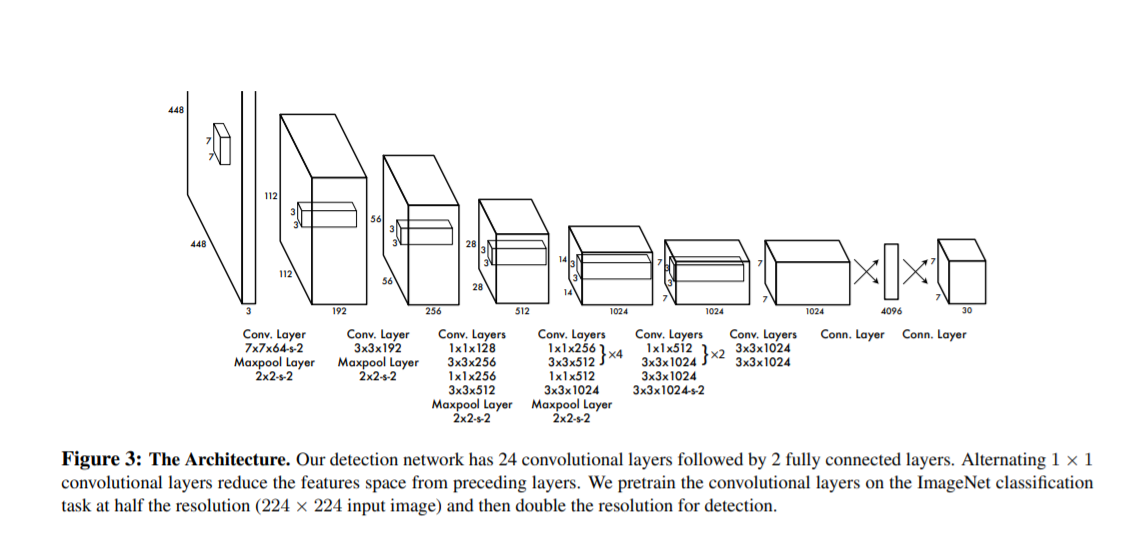 448
7
7
448
3
112
3
3
112
192
56
3
3
56
256
28
3
3
28
512
14
3
3
14
1024
7
3
3
7
1024
7
7
1024
4096
7
7
30
Conv. Layer
7x7x64-s-2
Maxpool Layer
2x2-s-2
Conv. Layer
3x3x192
Maxpool Layer
2x2-s-2
Conv. Layers
1x1x128
3x3x256
1x1x256
3x3x512
Maxpool Layer
2x2-s-2
Conv. Layers
1x1x256
3x3x512
}×4
1x1x512
3x3x1024
Maxpool Layer
2x2-s-2
Conv. Layers
1x1x512
3x3x1024
}×2
3x3x1024
3x3x1024-s-2
Conv. Layers
3x3x1024
3x3x1024
Conn. Layer
Conn. Layer
Figure 3: The Architecture. Our detection network has 24 convolutional layers followed by 2 fully connected layers. Alternating 1 × 1
convolutional layers reduce the features space from preceding layers. We pretrain the convolutional layers on the ImageNet classification
task at half the resolution (224 × 224 input image) and then double the resolution for detection.